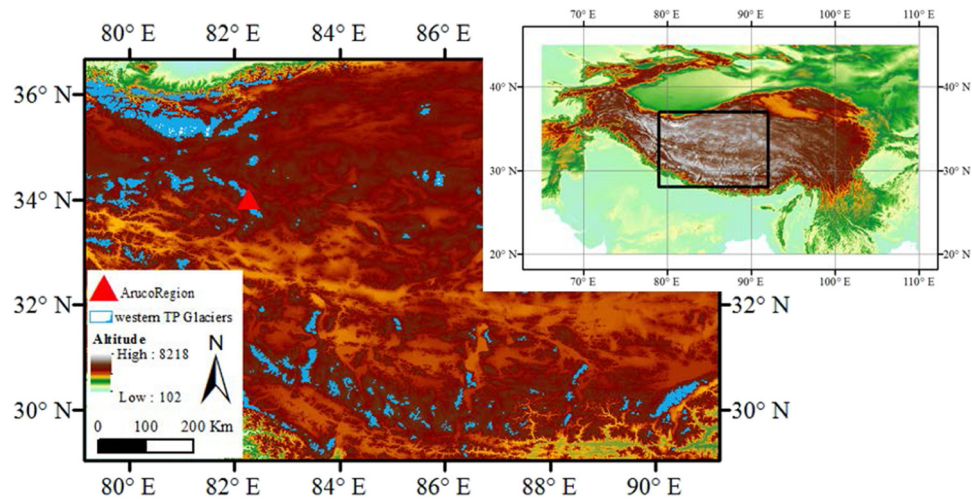 80° E 82° E 84° E 86° E
36° N
34° N
32° N
30° N
32° N
30° N
80° E 82° E 84° E 86° E 88° E 90° E
70° E 80° E 90° E 100° E 110° E
40° N 40° N
30° N 30° N
20° N 20° N
70° E 80° E 90° E 100° E 110° E
ArucoRegion
western TP Glaciers
Altitude
High : 8218
Low : 102
N
0 100 200 Km